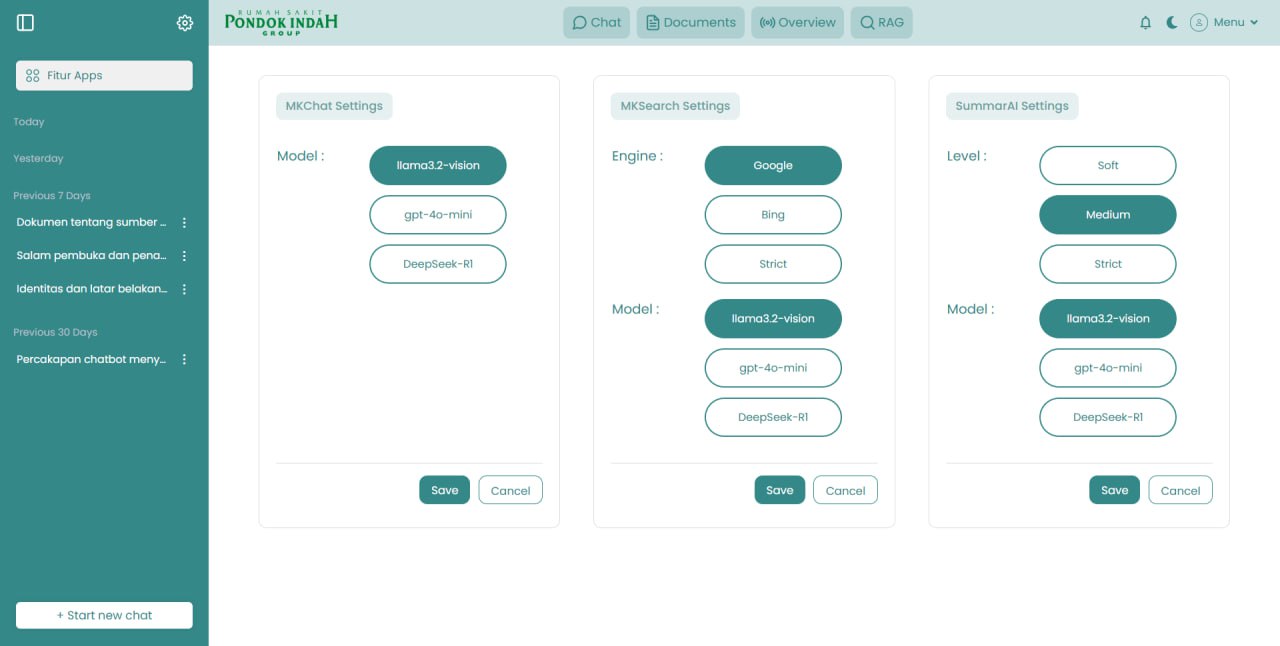 Fitur Apps
Today
Yesterday
Previous 7 Days
Dokumen tentang sumber ...
Salam pembuka dan pena...
Identitas dan latar belakan...
Previous 30 Days
Percakapan chatbot meny...
+ Start new chat
RUMAH SAKIT
PONDOK INDAH
GROUP
Chat
Documents
Overview
RAG
Menu
MKChat Settings
Model :
llama3.2-vision
gpt-4o-mini
DeepSeek-R1
Save
Cancel
MKSearch Settings
Engine :
Google
Bing
Strict
Model :
llama3.2-vision
gpt-4o-mini
DeepSeek-R1
Save
Cancel
SummarAI Settings
Level :
Soft
Medium
Strict
Model :
llama3.2-vision
gpt-4o-mini
DeepSeek-R1
Save
Cancel